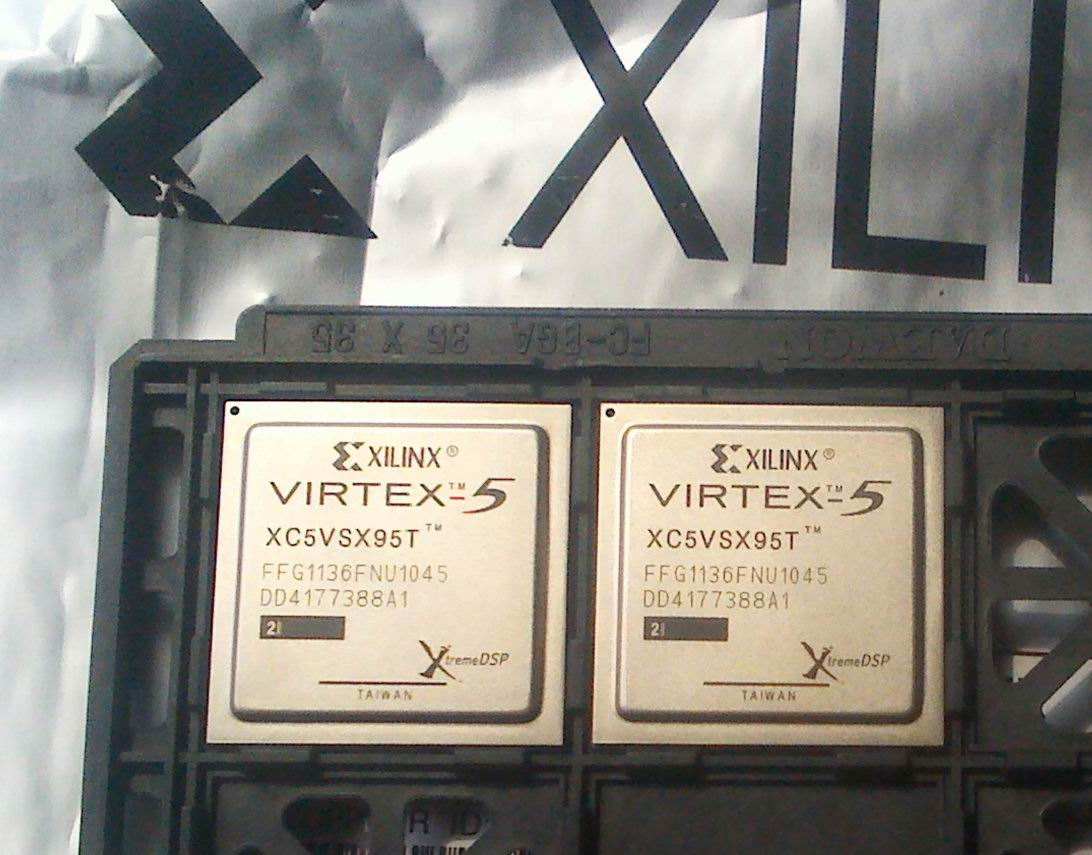 XILI
FC-BGA 35 X 35
DAEWON
XILINX®
VIRTEX™-5
XC5VSX95T™
FFG1136FNU1045
DD4177388A1
2I
XtremeDSP
TAIWAN
XILINX®
VIRTEX™-5
XC5VSX95T™
FFG1136FNU1045
DD4177388A1
2I
XtremeDSP
TAIWAN